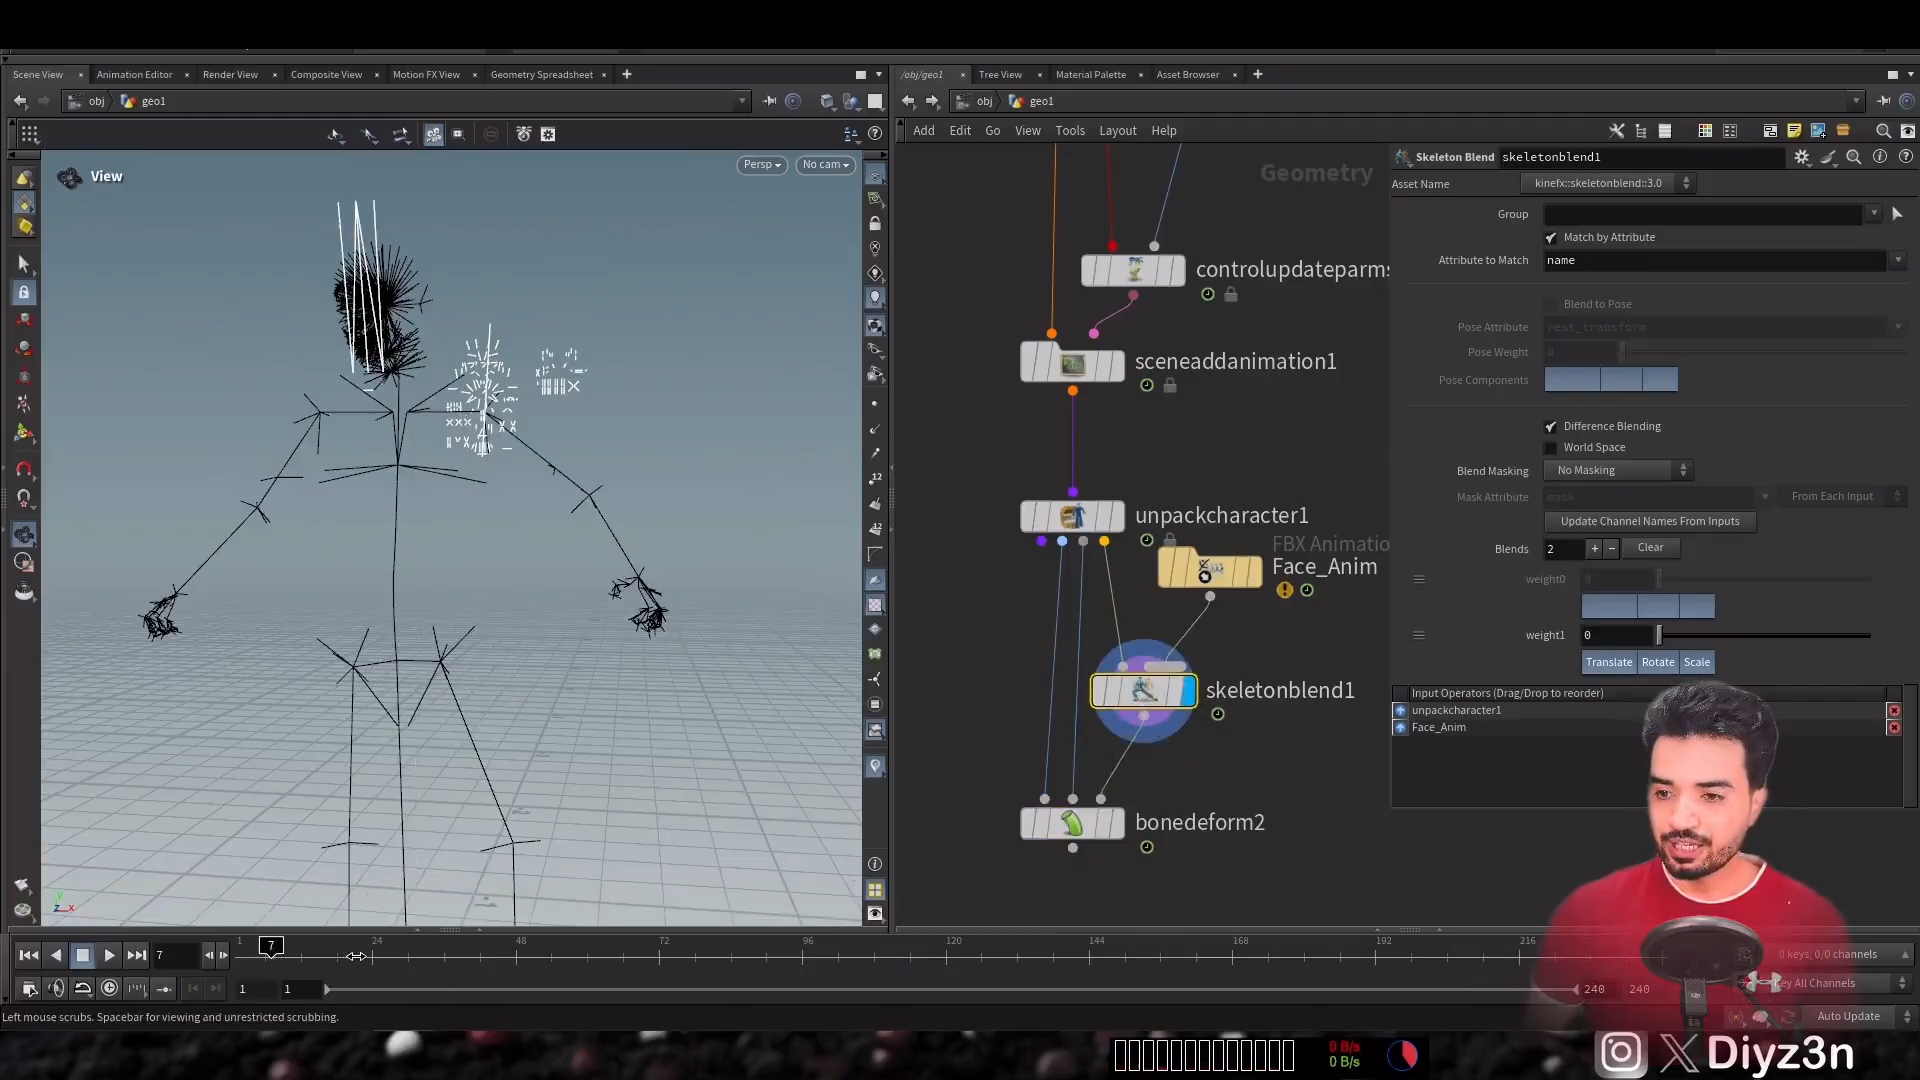 Scene View
Animation Editor
Render View
Composite View
Motion FX View
Geometry Spreadsheet
/obj/geo1
Tree View
Material Palette
Asset Browser
obj
geo1
obj
geo1
Add
Edit
Go
View
Tools
Layout
Help
View
Persp
No cam
Geometry
Skeleton Blend
skeletonblend1
Asset Name
kinefx::skeletonblend::3.0
Group
Match by Attribute
Attribute to Match
name
Blend to Pose
Pose Attribute
rest_transform
Pose Weight
0
Pose Components
Difference Blending
World Space
Blend Masking
No Masking
Mask Attribute
mask
From Each Input
Update Channel Names From Inputs
Blends
2
Clear
weight0
0
weight1
0
Translate
Rotate
Scale
Input Operators (Drag/Drop to reorder)
unpackcharacter1
Face_Anim
controlupdateparms
sceneaddanimation1
unpackcharacter1
FBX Animatio
Face_Anim
skeletonblend1
bonedeform2
12
12
y
z x
7
1
7
24
48
72
96
120
144
168
192
216
0 keys, 0/0 channels
1
1
240
240
Key All Channels
Left mouse scrubs. Spacebar for viewing and unrestricted scrubbing.
Auto Update
0 B/s
0 B/s
Diyz3n